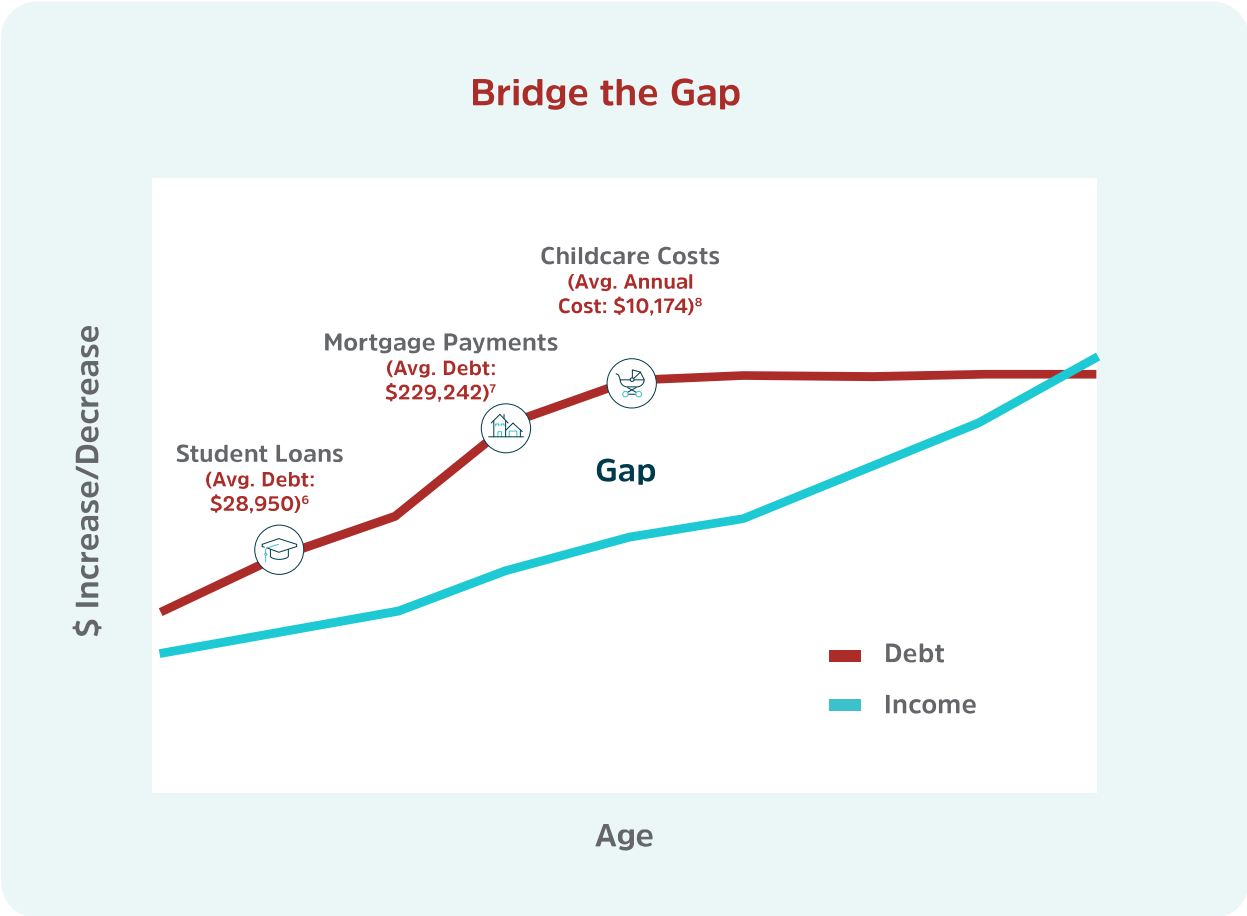 Bridge the Gap
Childcare Costs
(Avg. Annual
Cost: $10,174)⁸
Mortgage Payments
(Avg. Debt:
$229,242)⁷
Student Loans
(Avg. Debt:
$28,950)⁶
Gap
$ Increase/Decrease
Debt
Income
Age